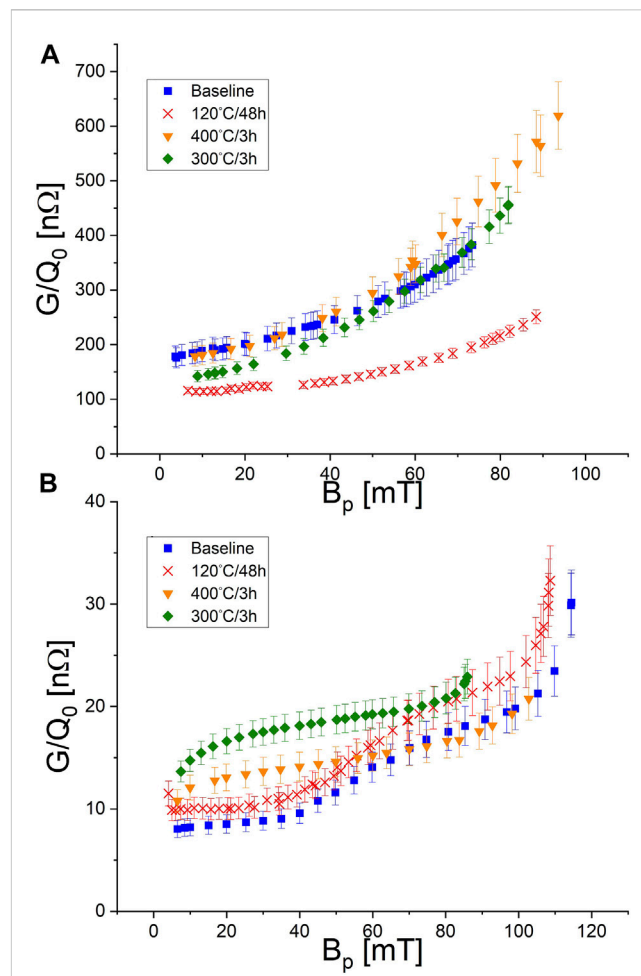 A
700
600
500
400
300
200
100
0
G/Q₀ [nΩ]
Baseline
120°C/48h
400°C/3h
300°C/3h
0 20 40 60 80 100
Bₚ [mT]
B
40
30
20
10
0
G/Q₀ [nΩ]
Baseline
120°C/48h
400°C/3h
300°C/3h
0 20 40 60 80 100 120
Bₚ [mT]